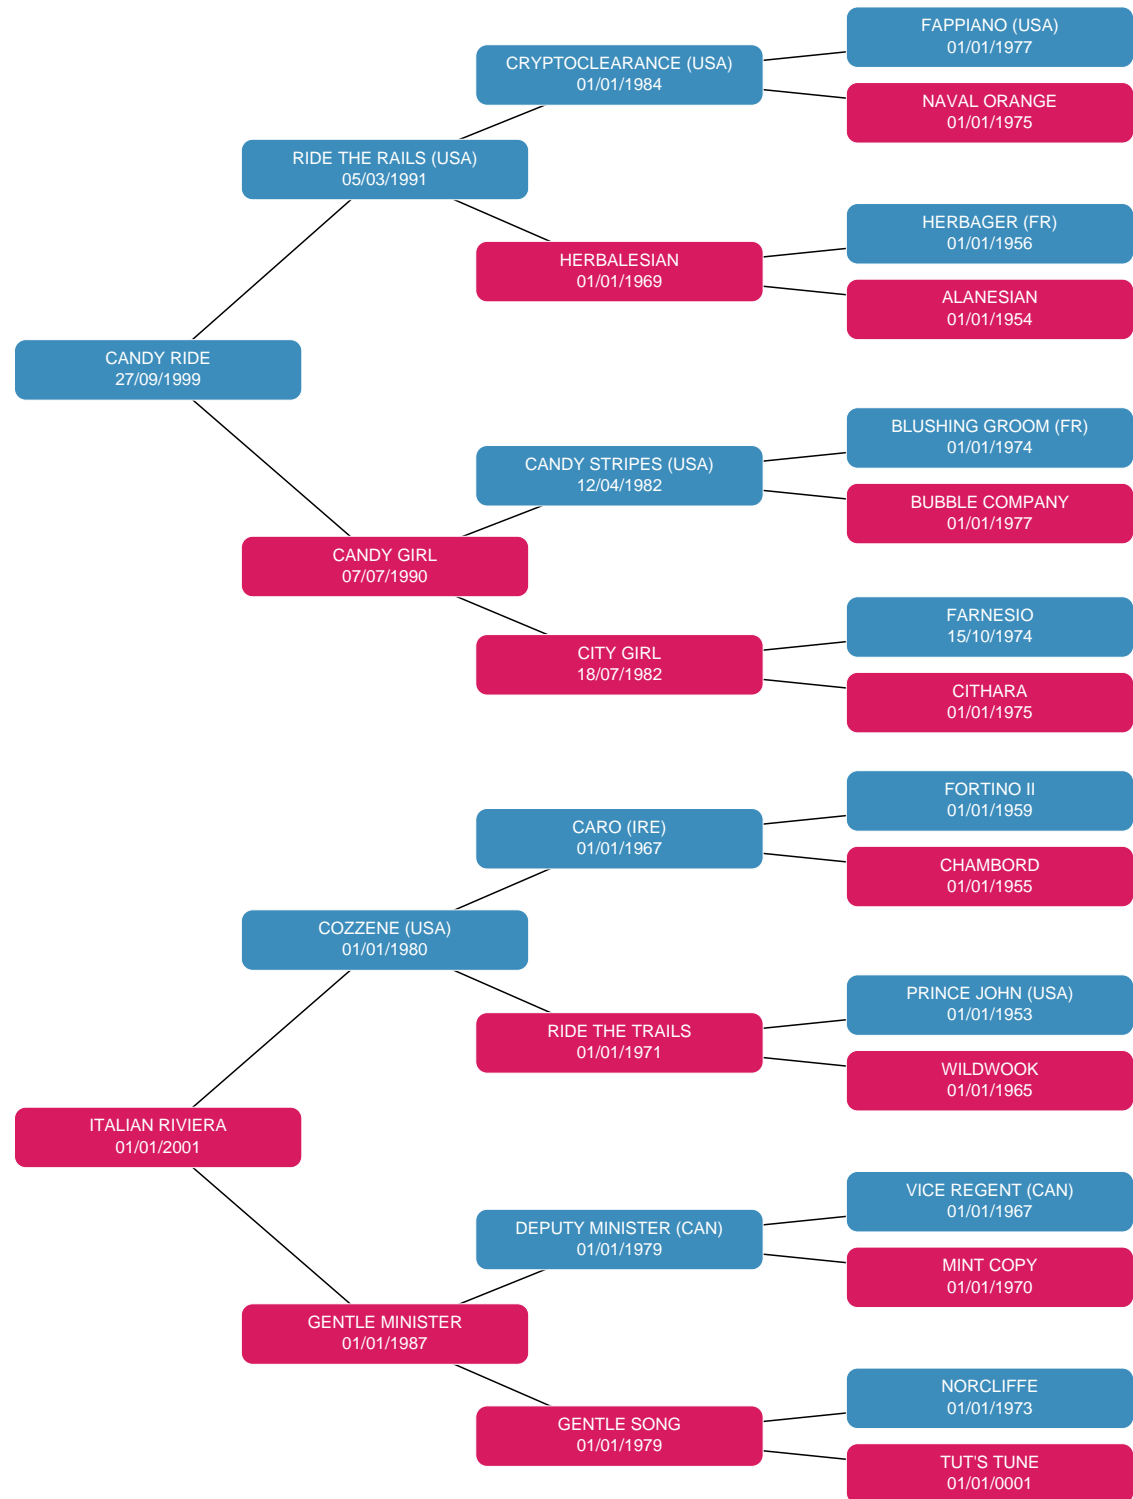 FAPPIANO (USA)
01/01/1977
CRYPTOCLEARANCE (USA)
01/01/1984
NAVAL ORANGE
01/01/1975
RIDE THE RAILS (USA)
05/03/1991
HERBAGER (FR)
01/01/1956
HERBALESIAN
01/01/1969
ALANESIAN
01/01/1954
CANDY RIDE
27/09/1999
BLUSHING GROOM (FR)
01/01/1974
CANDY STRIPES (USA)
12/04/1982
BUBBLE COMPANY
01/01/1977
CANDY GIRL
07/07/1990
FARNESIO
15/10/1974
CITY GIRL
18/07/1982
CITHARA
01/01/1975
FORTINO II
01/01/1959
CARO (IRE)
01/01/1967
CHAMBORD
01/01/1955
COZZENE (USA)
01/01/1980
PRINCE JOHN (USA)
01/01/1953
RIDE THE TRAILS
01/01/1971
WILDWOOK
01/01/1965
ITALIAN RIVIERA
01/01/2001
VICE REGENT (CAN)
01/01/1967
DEPUTY MINISTER (CAN)
01/01/1979
MINT COPY
01/01/1970
GENTLE MINISTER
01/01/1987
NORCLIFFE
01/01/1973
GENTLE SONG
01/01/1979
TUT'S TUNE
01/01/0001